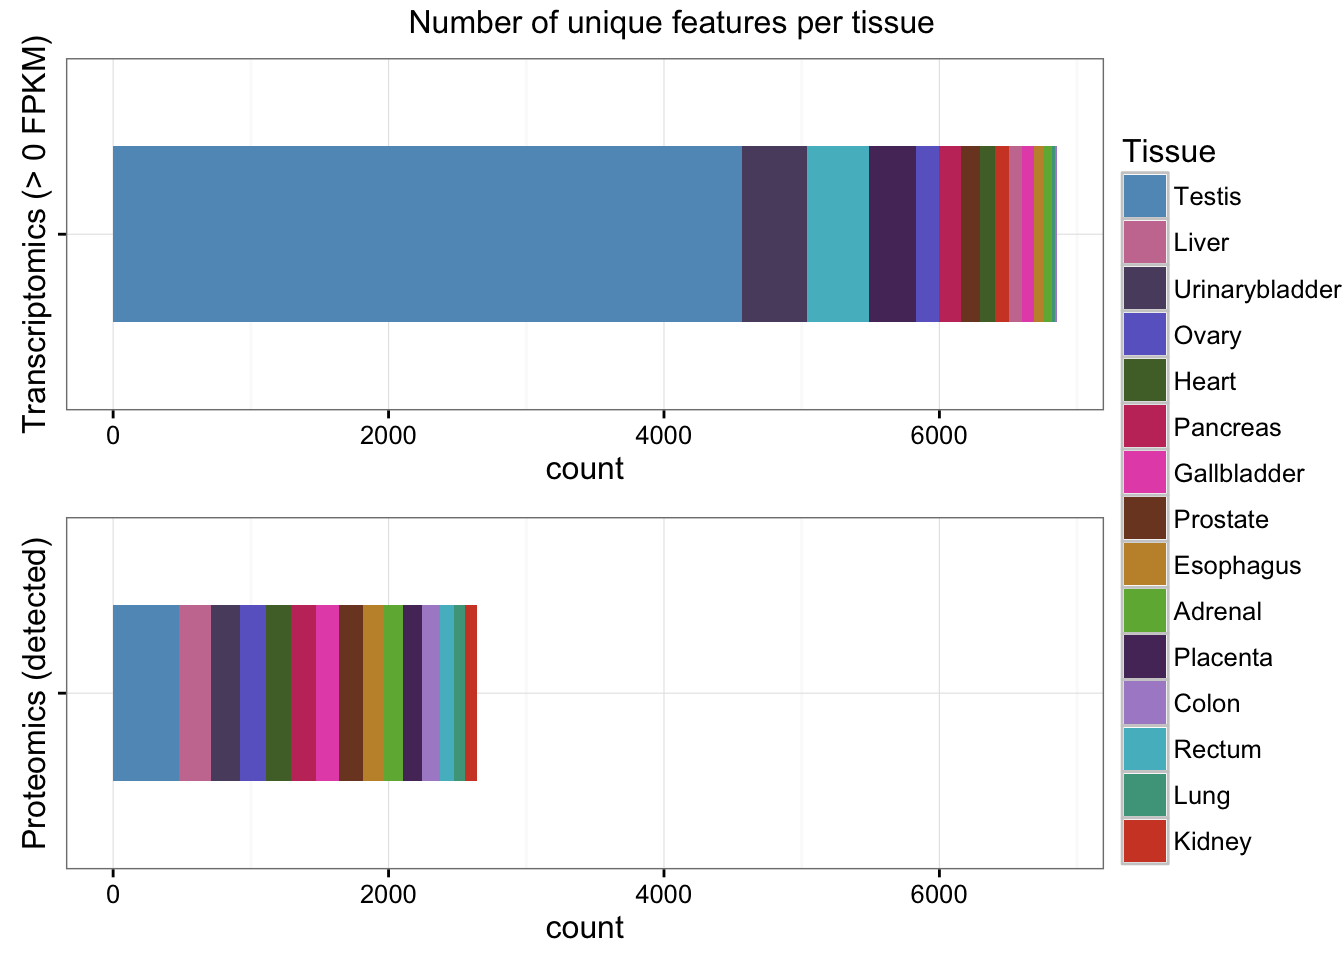 Number of unique features per tissue
Transcriptomics (> 0 FPKM)
0 2000 4000 6000
count
Proteomics (detected)
0 2000 4000 6000
count
Tissue
Testis
Liver
Urinarybladder
Ovary
Heart
Pancreas
Gallbladder
Prostate
Esophagus
Adrenal
Placenta
Colon
Rectum
Lung
Kidney